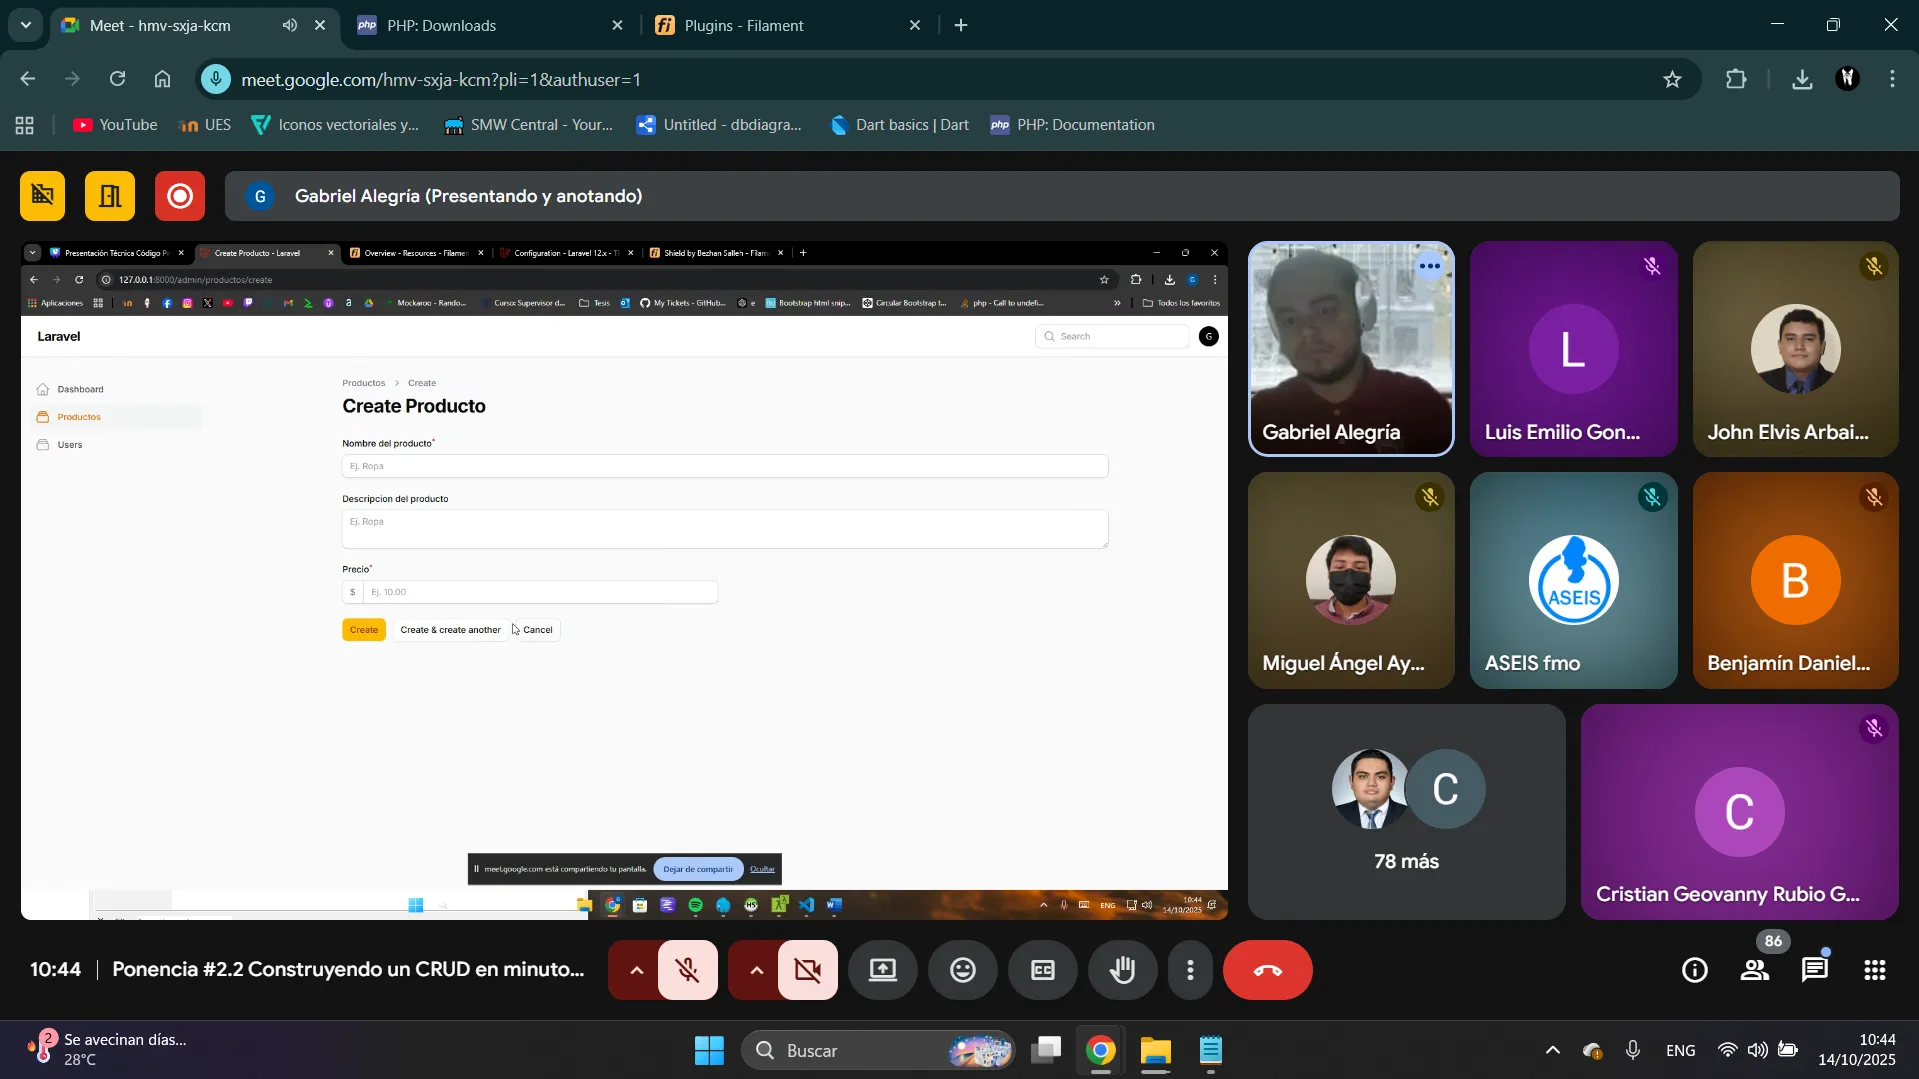 Meet - hmv-sxja-kcm
PHP: Downloads
Plugins - Filament
meet.google.com/hmv-sxja-kcm?pli=1&authuser=1
YouTube
UES
Iconos vectoriales y...
SMW Central - Your...
Untitled - dbdiagra...
Dart basics | Dart
PHP: Documentation
G
Gabriel Alegría (Presentando y anotando)
Presentación Técnica Código P
Create Producto - Laravel
Overview - Resources - Filamen
Configuration - Laravel 12.x - T
Shield by Bezhan Salleh - Filam
127.0.0.1:8000/admin/productos/create
Aplicaciones
Mockaroo - Rando...
Curso: Supervisor d...
Tesis
My Tickets - GitHub...
e
Bootstrap html snip...
Circular Bootstrap t...
php - Call to undefi...
Todos los favoritos
Laravel
Search
G
Dashboard
Productos
Users
Productos > Create
Create Producto
Nombre del producto*
Ej. Ropa
Descripcion del producto
Ej. Ropa
Precio*
$
Ej. 10.00
Create
Create & create another
Cancel
meet.google.com está compartiendo tu pantalla.
Dejar de compartir
Ocultar
ENG
10:44
14/10/2025
Gabriel Alegría
L
Luis Emilio Gon...
John Elvis Arbai...
Miguel Ángel Ay...
ASEIS
ASEIS fmo
B
Benjamín Daniel...
C
78 más
C
Cristian Geovanny Rubio G...
10:44
Ponencia #2.2 Construyendo un CRUD en minuto...
86
2
Se avecinan días...
28°C
Buscar
ENG
10:44
14/10/2025